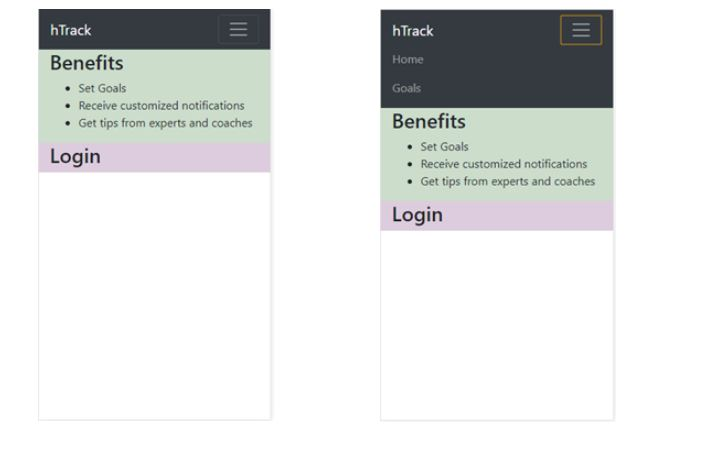 hTrack
Benefits
Set Goals
Receive customized notifications
Get tips from experts and coaches
Login
hTrack
Home
Goals
Benefits
Set Goals
Receive customized notifications
Get tips from experts and coaches
Login